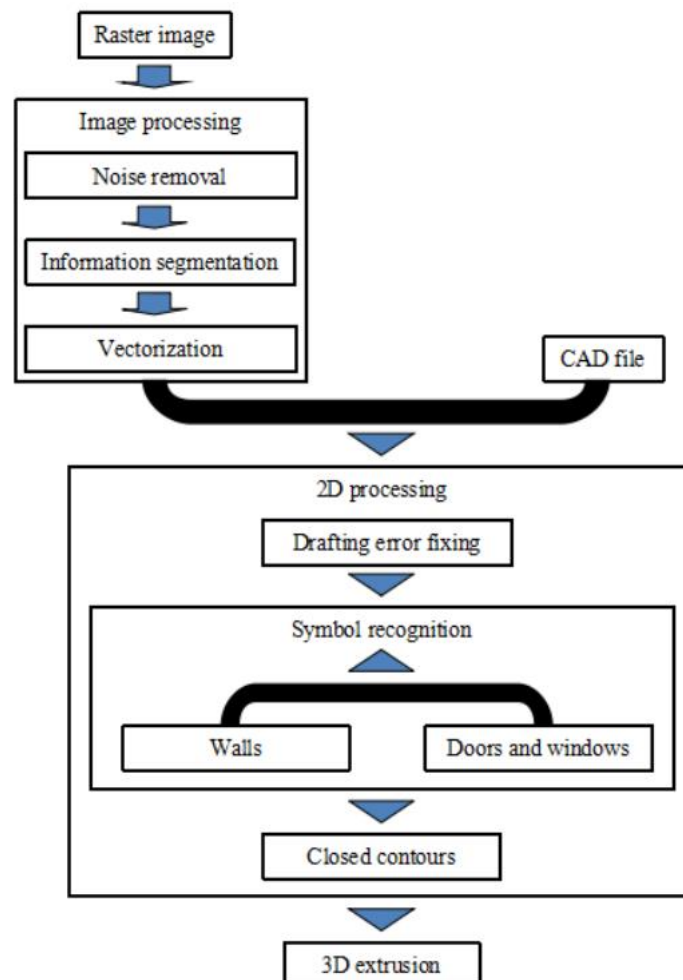 Raster image
Image processing
Noise removal
Information segmentation
Vectorization
CAD file
2D processing
Drafting error fixing
Symbol recognition
Walls
Doors and windows
Closed contours
3D extrusion